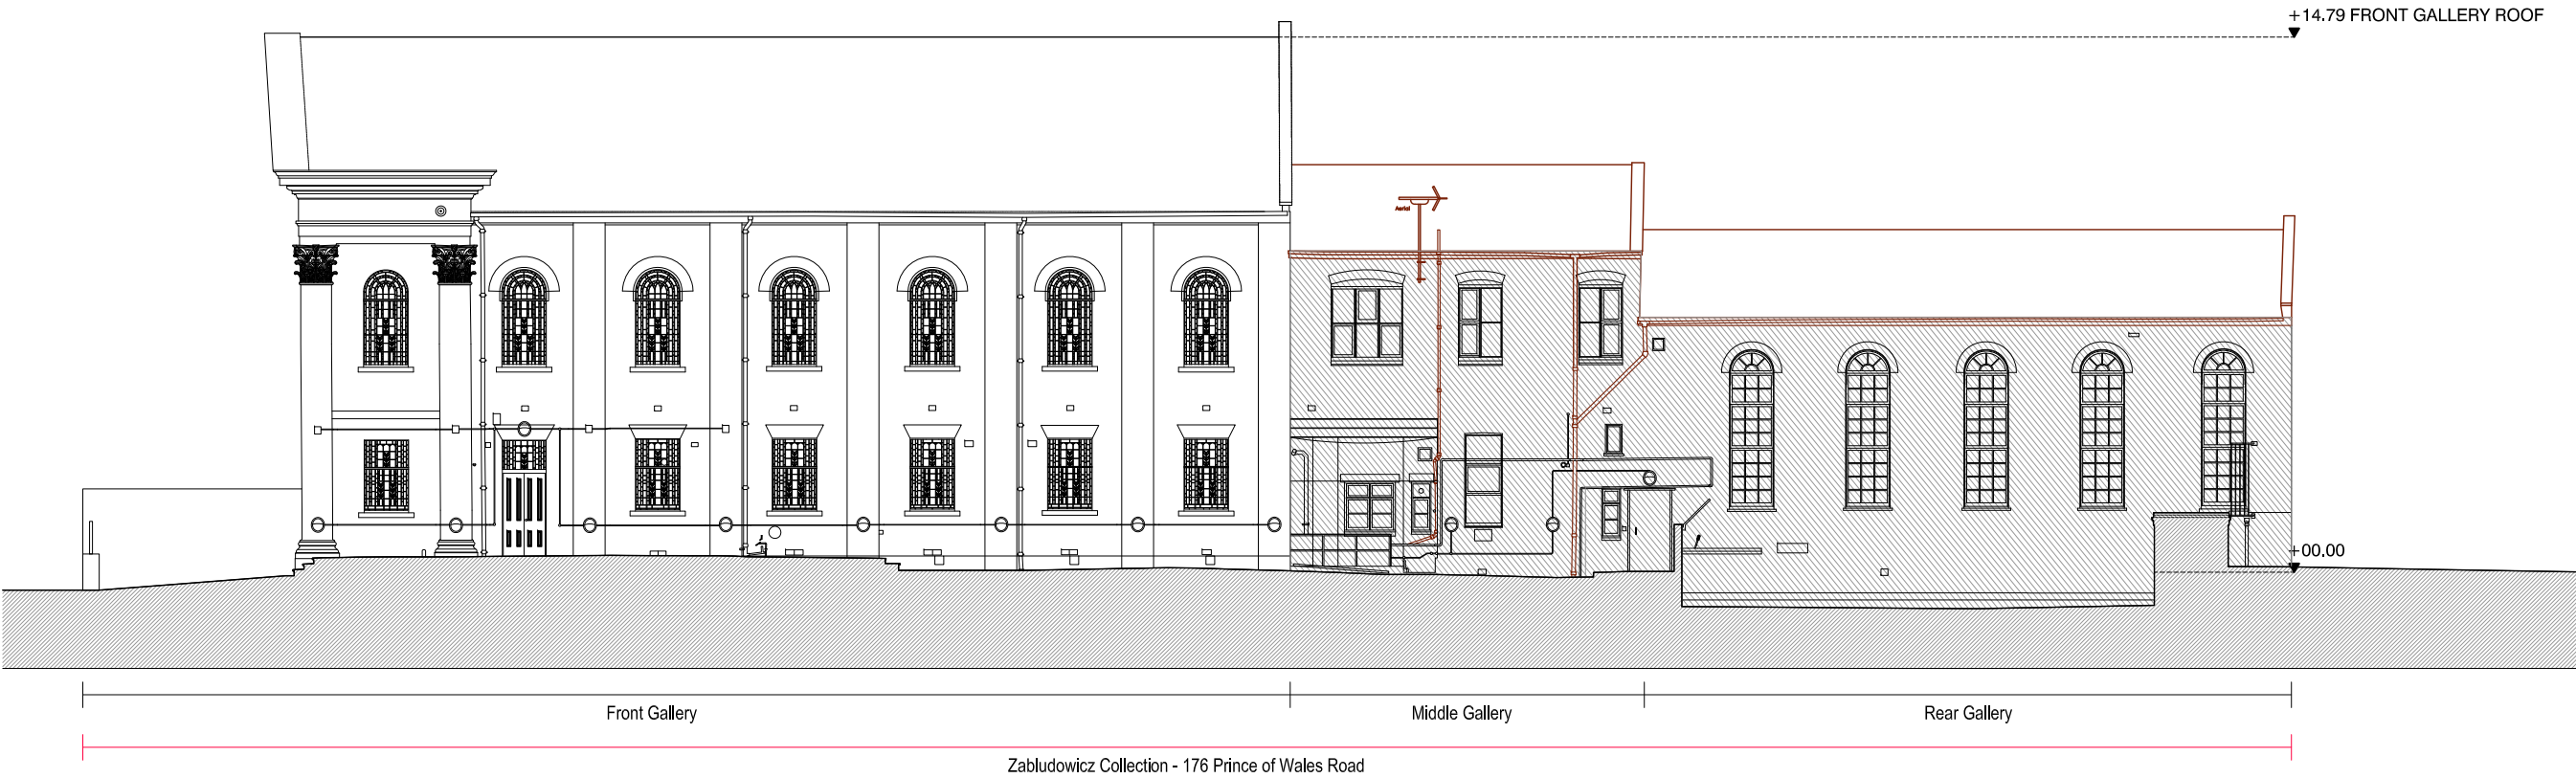 +14.79 FRONT GALLERY ROOF
Aerial
+00.00
Front Gallery
Middle Gallery
Rear Gallery
Zabludowicz Collection - 176 Prince of Wales Road